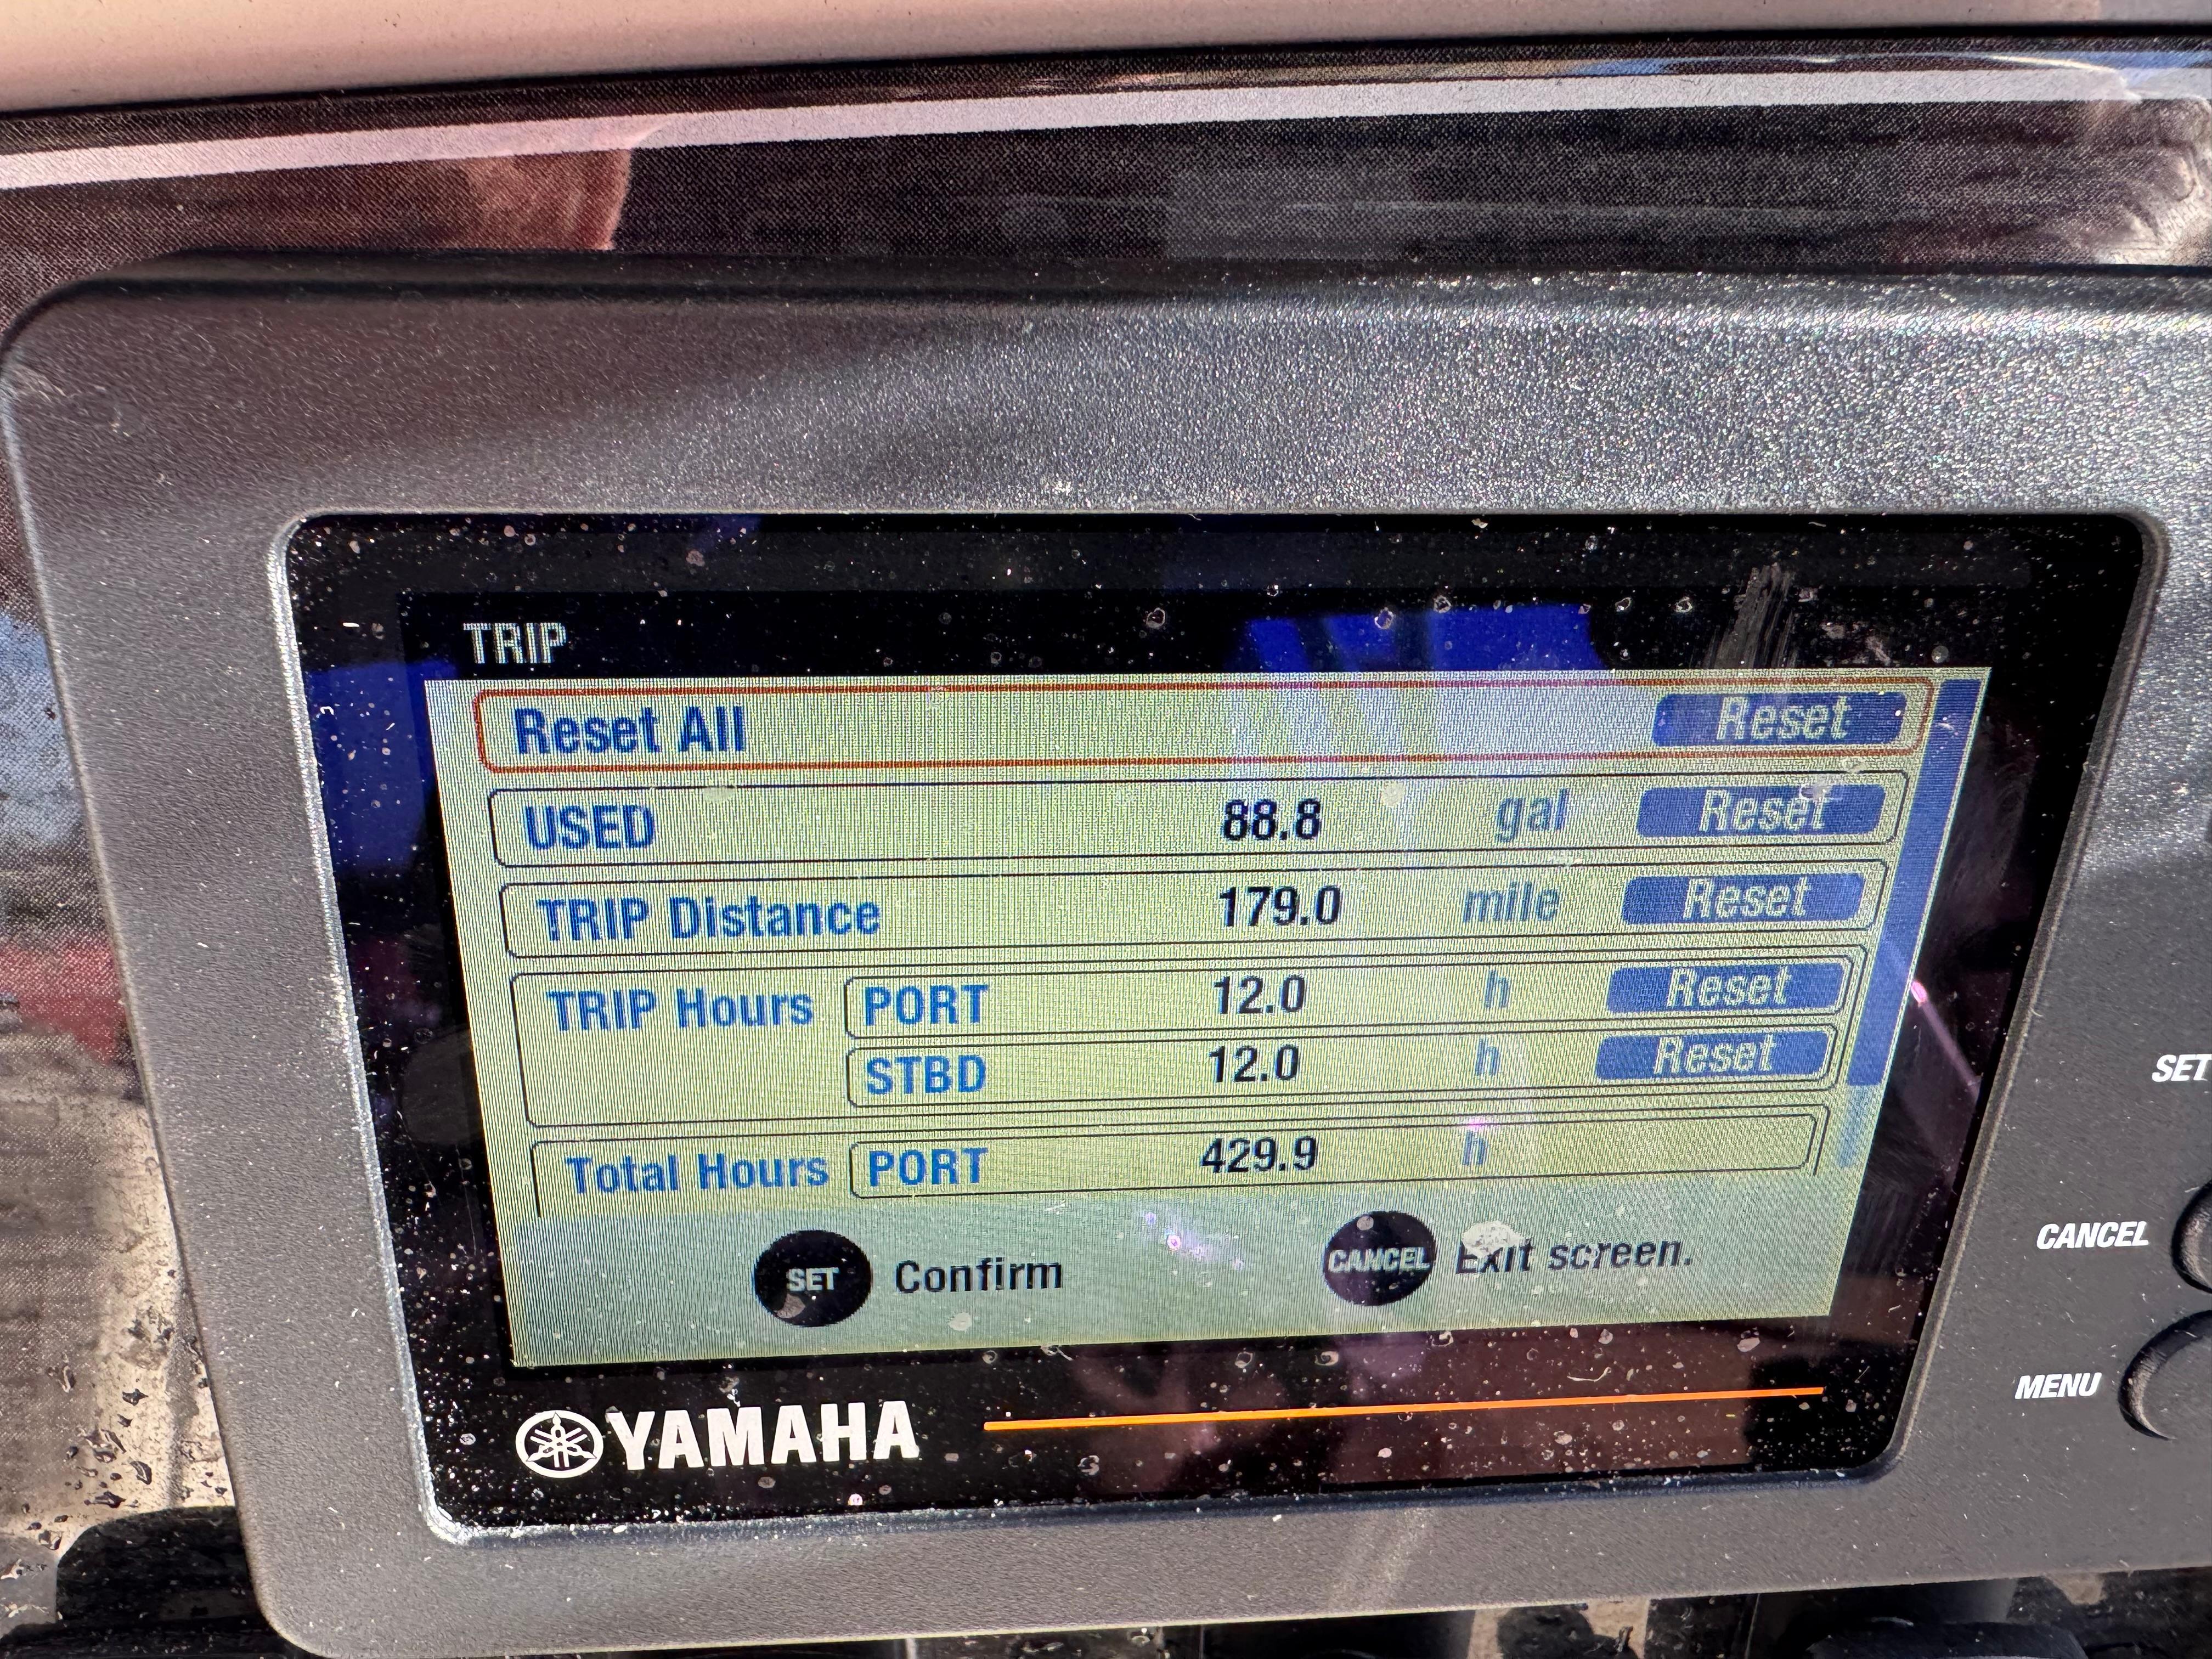 TRIP
Reset All Reset
USED 88.8 gal Reset
TRIP Distance 179.0 mile Reset
TRIP Hours PORT 12.0 h Reset
STBD 12.0 h Reset
Total Hours PORT 429.9 h
SET Confirm CANCEL Exit screen.
YAMAHA
SET
CANCEL
MENU